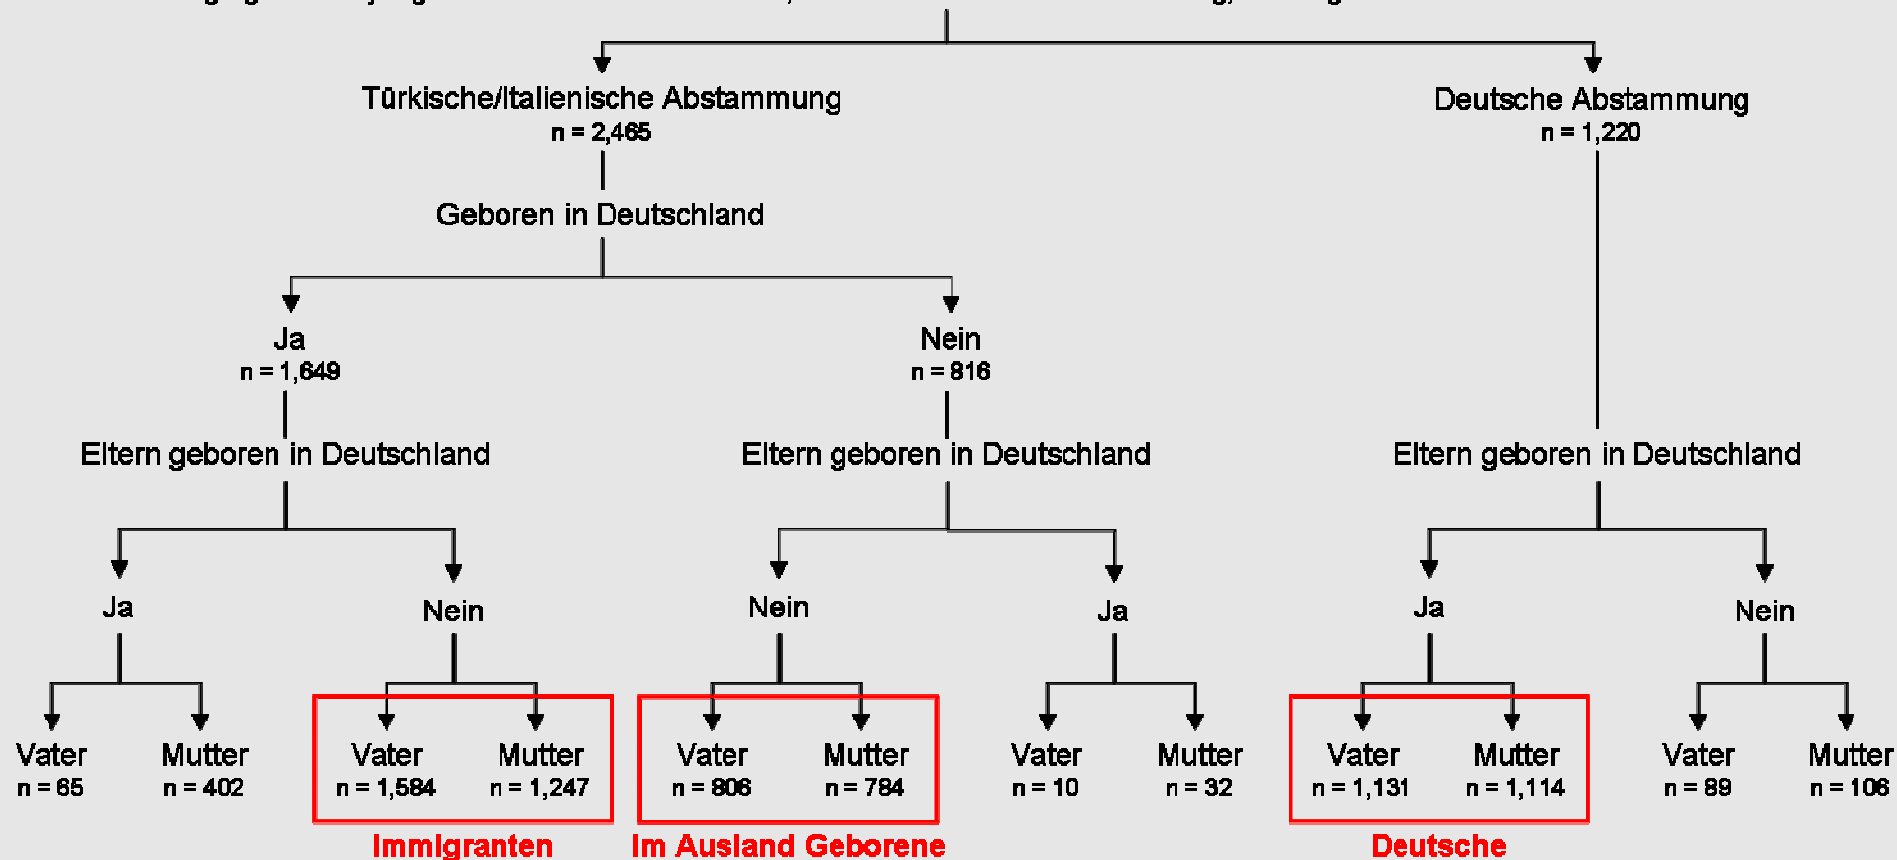 Türkische/Italienische Abstammung
n = 2,465
Deutsche Abstammung
n = 1,220
Geboren in Deutschland
Ja
n = 1,649
Nein
n = 816
Eltern geboren in Deutschland
Eltern geboren in Deutschland
Eltern geboren in Deutschland
Ja
Nein
Nein
Ja
Ja
Nein
Vater
n = 65
Mutter
n = 402
Vater
n = 1,584
Mutter
n = 1,247
Vater
n = 806
Mutter
n = 784
Vater
n = 10
Mutter
n = 32
Vater
n = 1,131
Mutter
n = 1,114
Vater
n = 89
Mutter
n = 106
Immigranten
Im Ausland Geborene
Deutsche